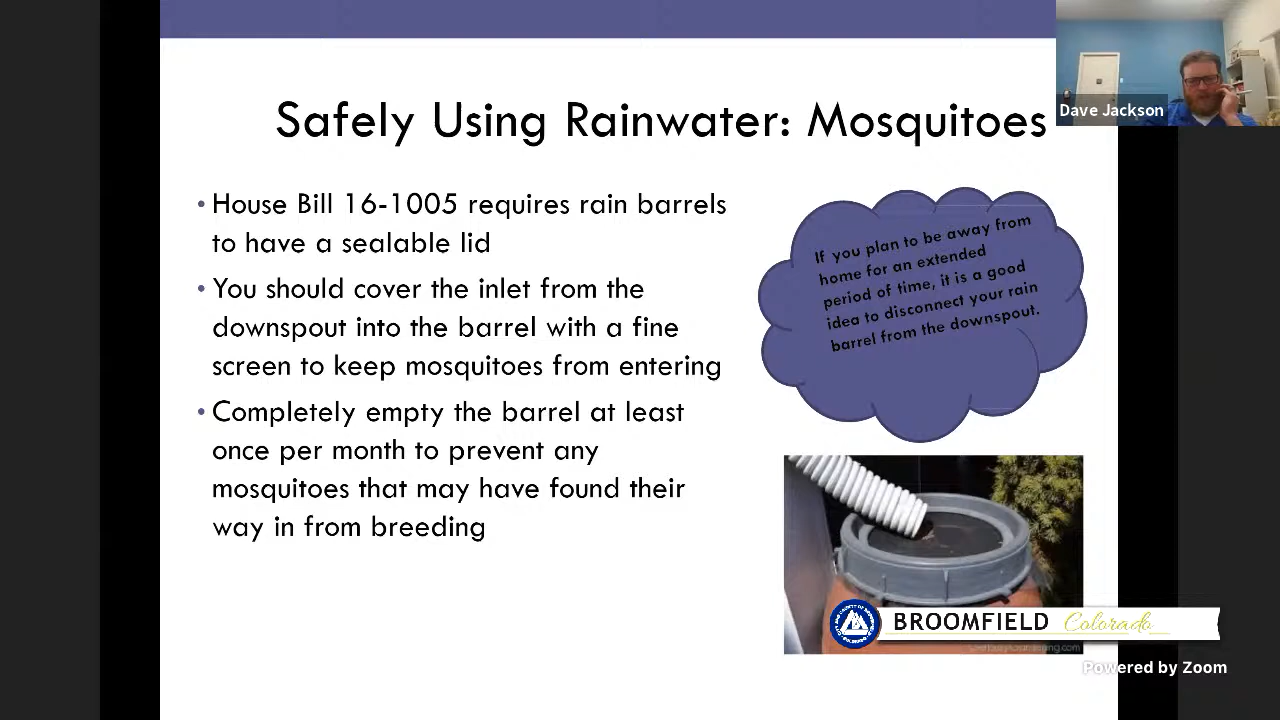 Safely Using Rainwater: Mosquitoes
Dave Jackson
• House Bill 16-1005 requires rain barrels
to have a sealable lid
• You should cover the inlet from the
downspout into the barrel with a fine
screen to keep mosquitoes from entering
• Completely empty the barrel at least
once per month to prevent any
mosquitoes that may have found their
way in from breeding
If you plan to be away from
home for an extended
period of time, it is a good
idea to disconnect your rain
barrel from the downspout.
BROOMFIELD Colorado
Powered by Zoom